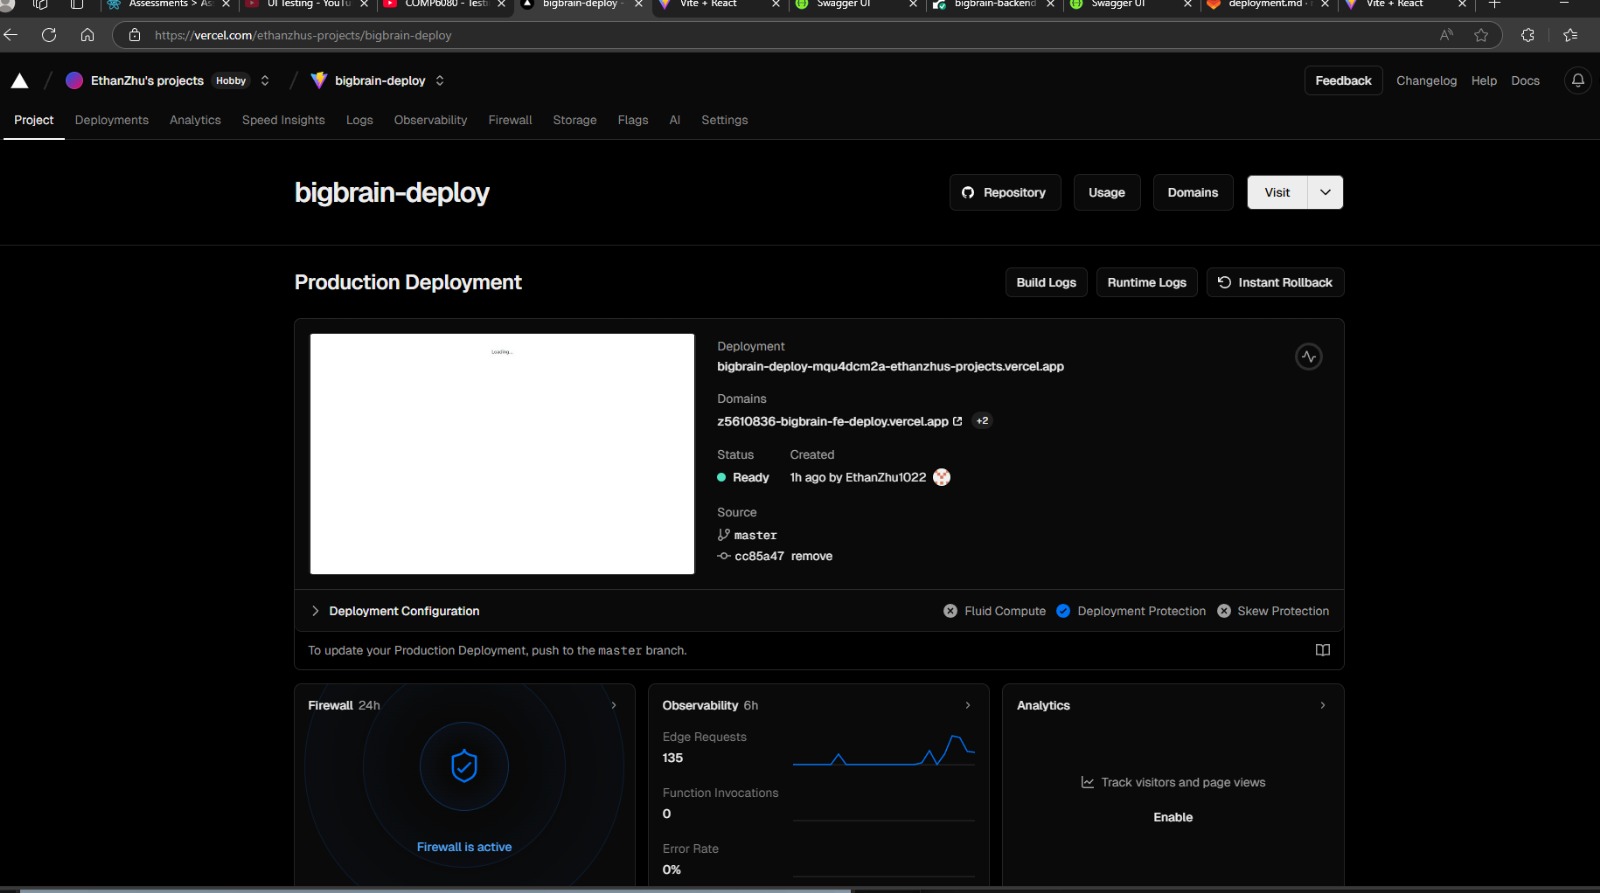 Assessments > As
UI Testing - YouTu
COMP6080 - Testi
bigbrain-deploy -
Vite + React
Swagger UI
bigbrain-backend
Swagger UI
deployment.md ·
Vite + React
https://vercel.com/ethanzhus-projects/bigbrain-deploy
EthanZhu's projects Hobby / bigbrain-deploy
Feedback Changelog Help Docs
Project Deployments Analytics Speed Insights Logs Observability Firewall Storage Flags AI Settings
bigbrain-deploy
Repository Usage Domains Visit
Production Deployment
Build Logs Runtime Logs Instant Rollback
Loading...
Deployment
bigbrain-deploy-mqu4dcm2a-ethanzhus-projects.vercel.app
Domains
z5610836-bigbrain-fe-deploy.vercel.app +2
Status Created
Ready 1h ago by EthanZhu1022
Source
master
cc85a47 remove
Deployment Configuration
Fluid Compute Deployment Protection Skew Protection
To update your Production Deployment, push to the master branch.
Firewall 24h
Firewall is active
Observability 6h
Edge Requests
135
Function Invocations
0
Error Rate
0%
Analytics
Track visitors and page views
Enable